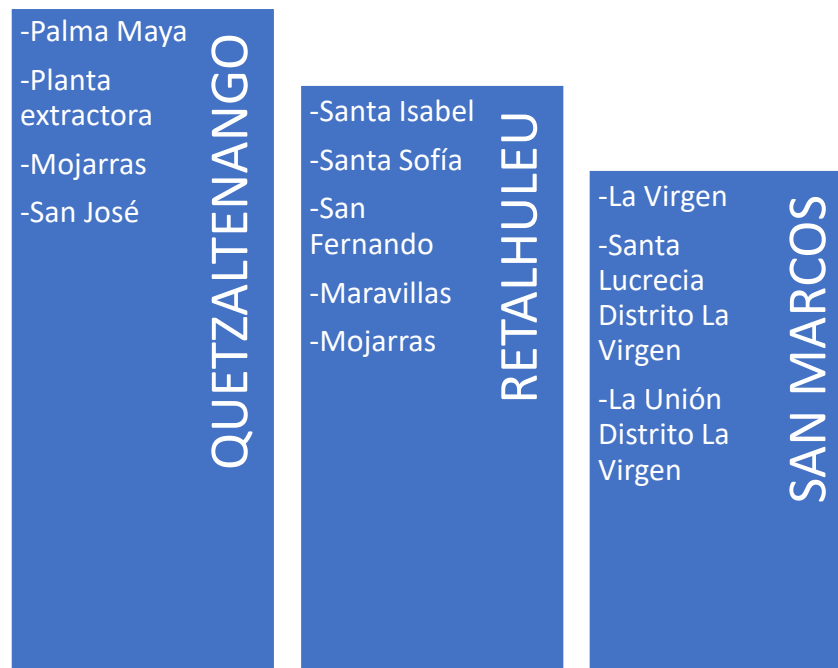 -Palma Maya
-Planta
extractora
-Mojarras
-San José
QUETZALTENANGO
-Santa Isabel
-Santa Sofía
-San
Fernando
-Maravillas
-Mojarras
RETALHULEU
-La Virgen
-Santa
Lucrecia
Distrito La
Virgen
-La Unión
Distrito La
Virgen
SAN MARCOS